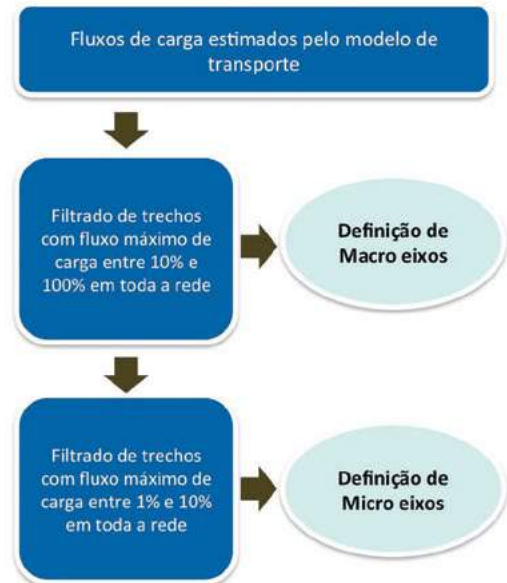 Fluxos de carga estimados pelo modelo de
transporte
Filtrado de trechos
com fluxo máximo de
carga entre 10% e
100% em toda a rede
Definição de
Macro eixos
Filtrado de trechos
com fluxo máximo de
carga entre 1% e 10%
em toda a rede
Definição de
Micro eixos